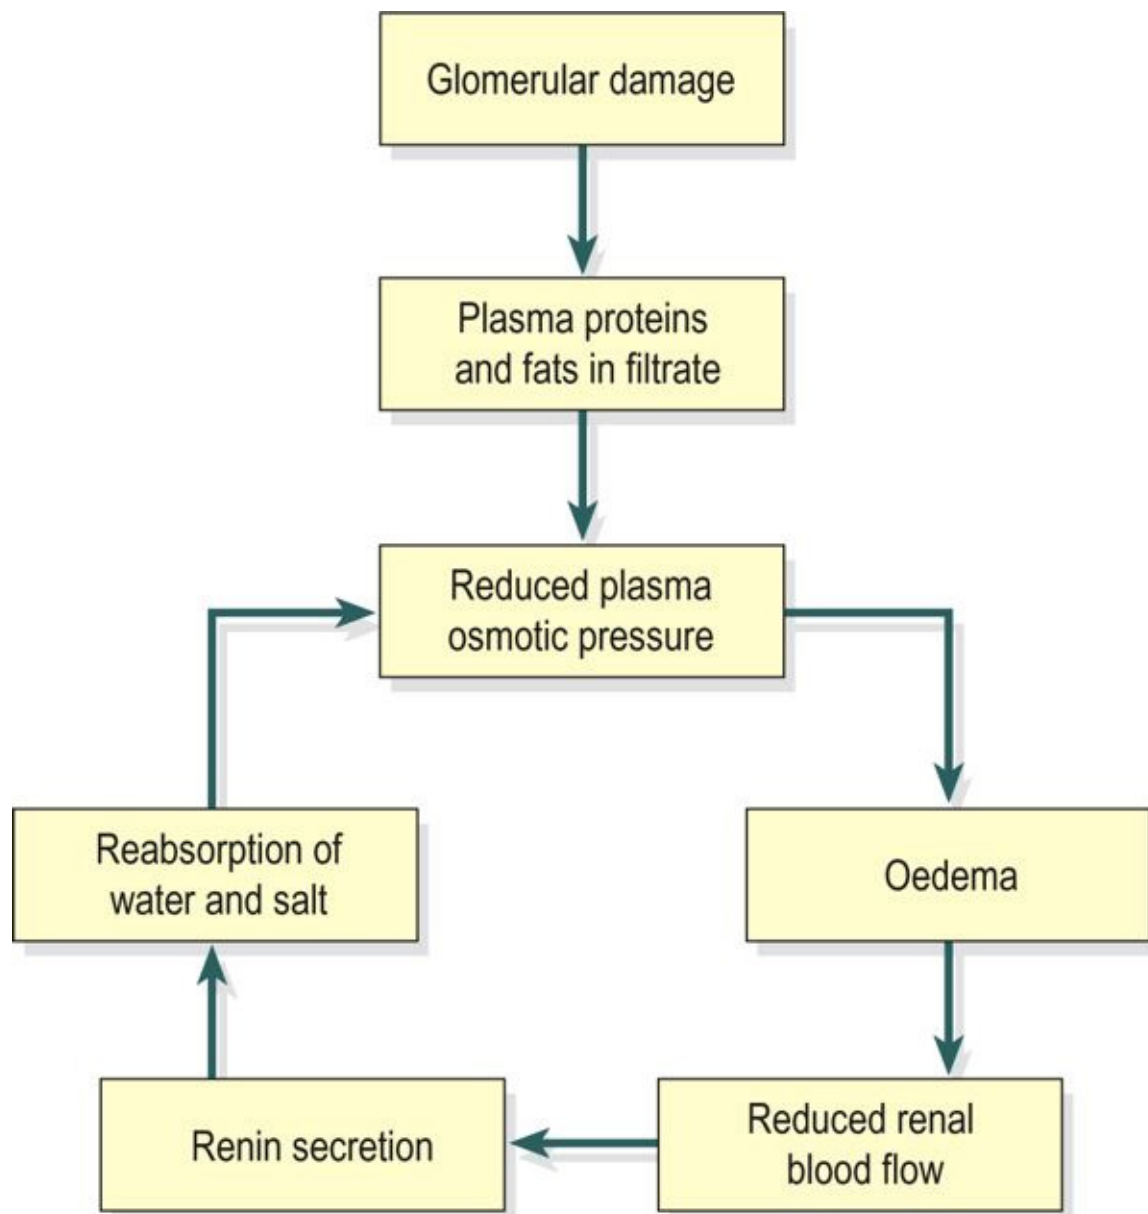 Glomerular damage
Plasma proteins
and fats in filtrate
Reduced plasma
osmotic pressure
Reabsorption of
water and salt
Oedema
Renin secretion
Reduced renal
blood flow